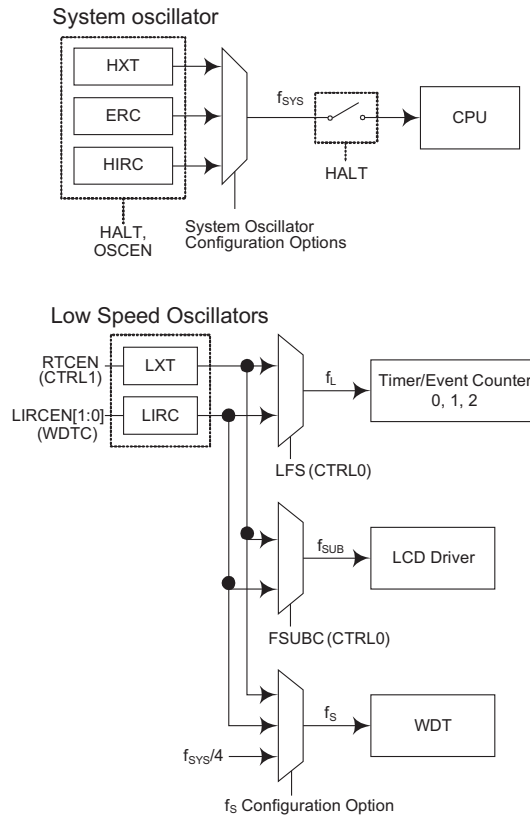 System oscillator
HXT
ERC
HIRC
fSYS
CPU
HALT
HALT,
OSCEN
System Oscillator
Configuration Options
Low Speed Oscillators
RTCEN
(CTRL1)
LXT
LIRCEN[1:0]
(WDTC)
LIRC
fL
Timer/Event Counter
0, 1, 2
LFS (CTRL0)
fSUB
LCD Driver
FSUBC (CTRL0)
fS
WDT
fSYS/4
fS Configuration Option